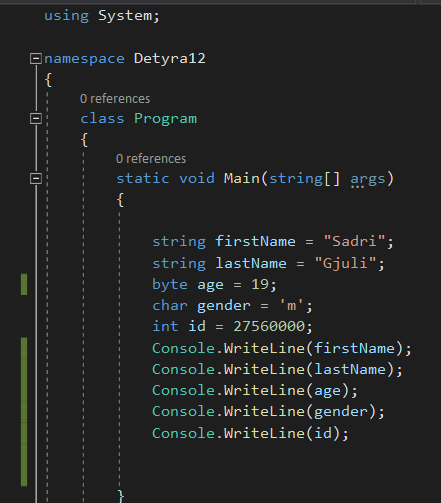 using System;
namespace Detyra12
{
0 references
class Program
{
0 references
static void Main(string[] args)
{
string firstName = "Sadri";
string lastName = "Gjuli";
byte age = 19;
char gender = 'm';
int id = 27560000;
Console.WriteLine(firstName);
Console.WriteLine(lastName);
Console.WriteLine(age);
Console.WriteLine(gender);
Console.WriteLine(id);
}